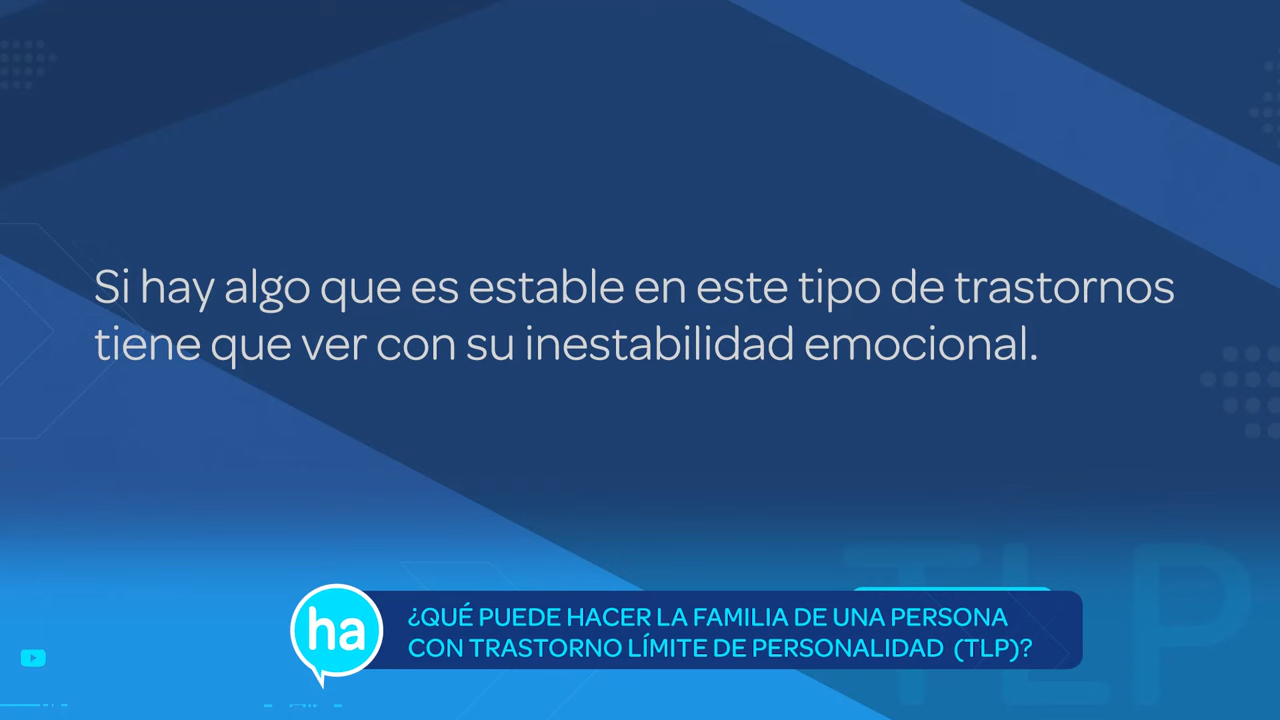 Si hay algo que es estable en este tipo de trastornos
tiene que ver con su inestabilidad emocional.
TLP
ha
¿QUÉ PUEDE HACER LA FAMILIA DE UNA PERSONA
CON TRASTORNO LÍMITE DE PERSONALIDAD (TLP)?